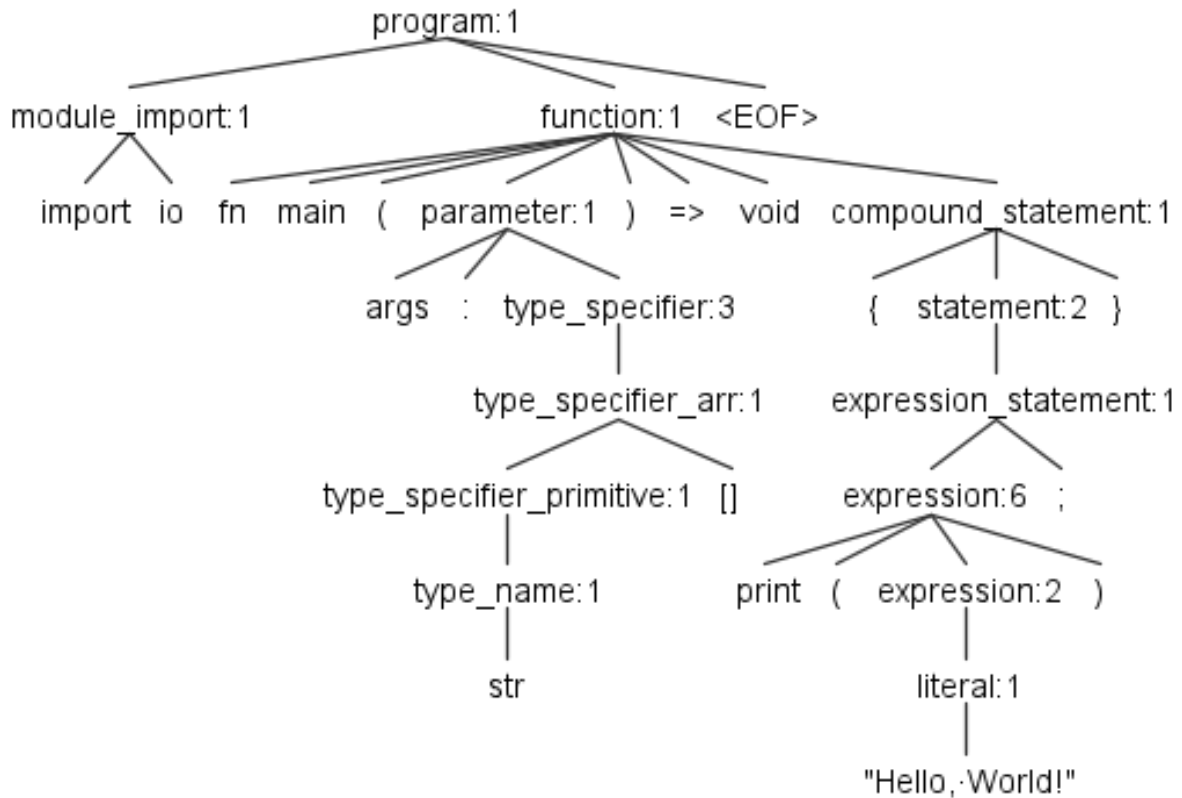 program:1
module_import:1 function:1 <EOF>
import io fn main ( parameter:1 ) => void compound_statement:1
args : type_specifier:3 { statement:2 }
type_specifier_arr:1 expression_statement:1
type_specifier_primitive:1 [] expression:6 ;
type_name:1 print ( expression:2 )
str literal:1
"Hello,·World!"